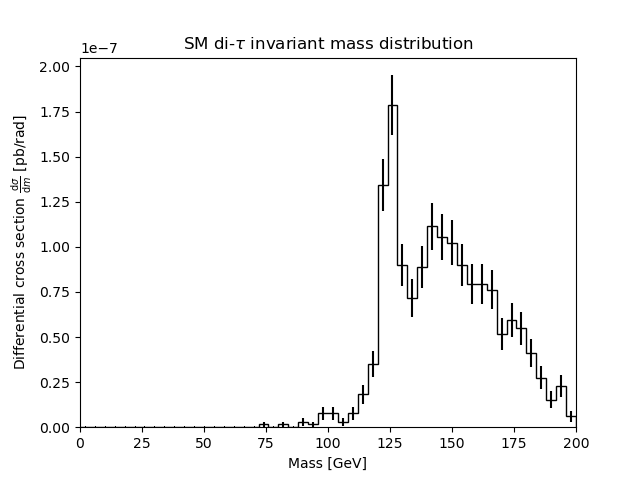 SM di-τ invariant mass distribution
1e−7
2.00
1.75
1.50
1.25
1.00
0.75
0.50
0.25
0.00
Differential cross section dσ/dm [pb/rad]
0 25 50 75 100 125 150 175 200
Mass [GeV]